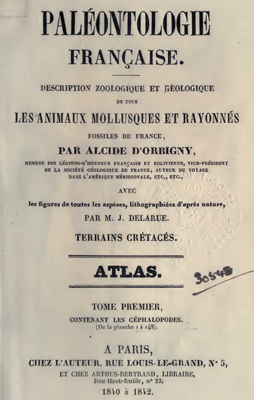 PALÉONTOLOGIE
FRANÇAISE.
DESCRIPTION ZOOLOGIQUE ET GÉOLOGIQUE
DE TOUS
LES ANIMAUX MOLLUSQUES ET RAYONNÉS
FOSSILES DE FRANCE,
PAR ALCIDE D'ORBIGNY,
MEMBRE DES LÉGIONS-D'HONNEUR FRANÇAISE ET BOLIVIENNE, VICE-PRÉSIDENT
DE LA SOCIÉTÉ GÉOLOGIQUE DE FRANCE, AUTEUR DU VOYAGE
DANS L'AMÉRIQUE MÉRIDIONALE, ETC., ETC.,
AVEC
les figures de toutes les espèces, lithographiées d'après nature,
PAR M. J. DELARUE.
TERRAINS CRÉTACÉS.
ATLAS.
TOME PREMIER,
CONTENANT LES CÉPHALOPODES.
(De la planche 1 à 148).
A PARIS,
CHEZ L'AUTEUR, RUE LOUIS-LE-GRAND, N° 5,
ET CHEZ ARTHUS-BERTRAND, LIBRAIRE,
Rue Hautefeuille, n° 23.
1840 à 1842.